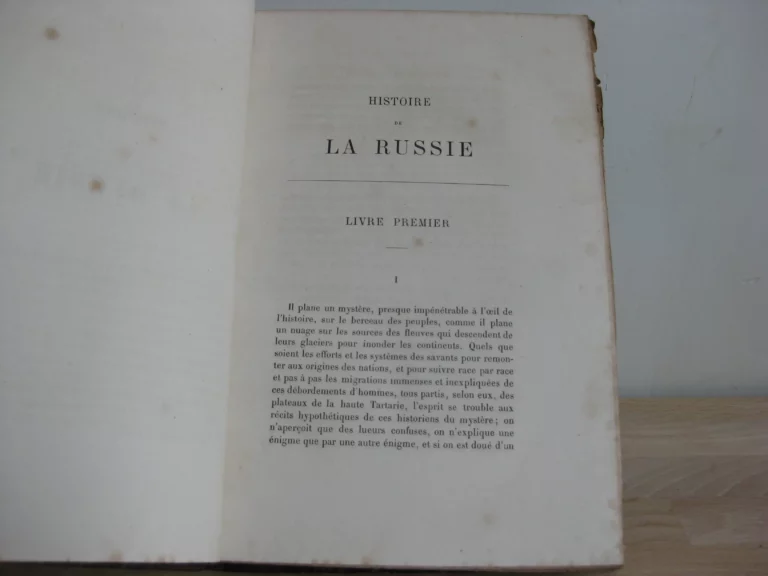 HISTOIRE
DE
LA RUSSIE
LIVRE PREMIER
I
Il plane un mystère, presque impénétrable à l'œil de
l'histoire, sur le berceau des peuples, comme il plane
un nuage sur les sources des fleuves qui descendent de
leurs glaciers pour inonder les continents. Quels que
soient les efforts et les systèmes des savants pour remon-
ter aux origines des nations, et pour suivre race par race
et pas à pas les migrations immenses et inexpliquées de
ces débordements d'hommes, tous partis, selon eux, des
plateaux de la haute Tartarie, l'esprit se trouble aux
récits hypothétiques de ces historiens du mystère; on
n'aperçoit que des lueurs confuses, on n'explique une
énigme que par une autre énigme, et si on est doué d'un